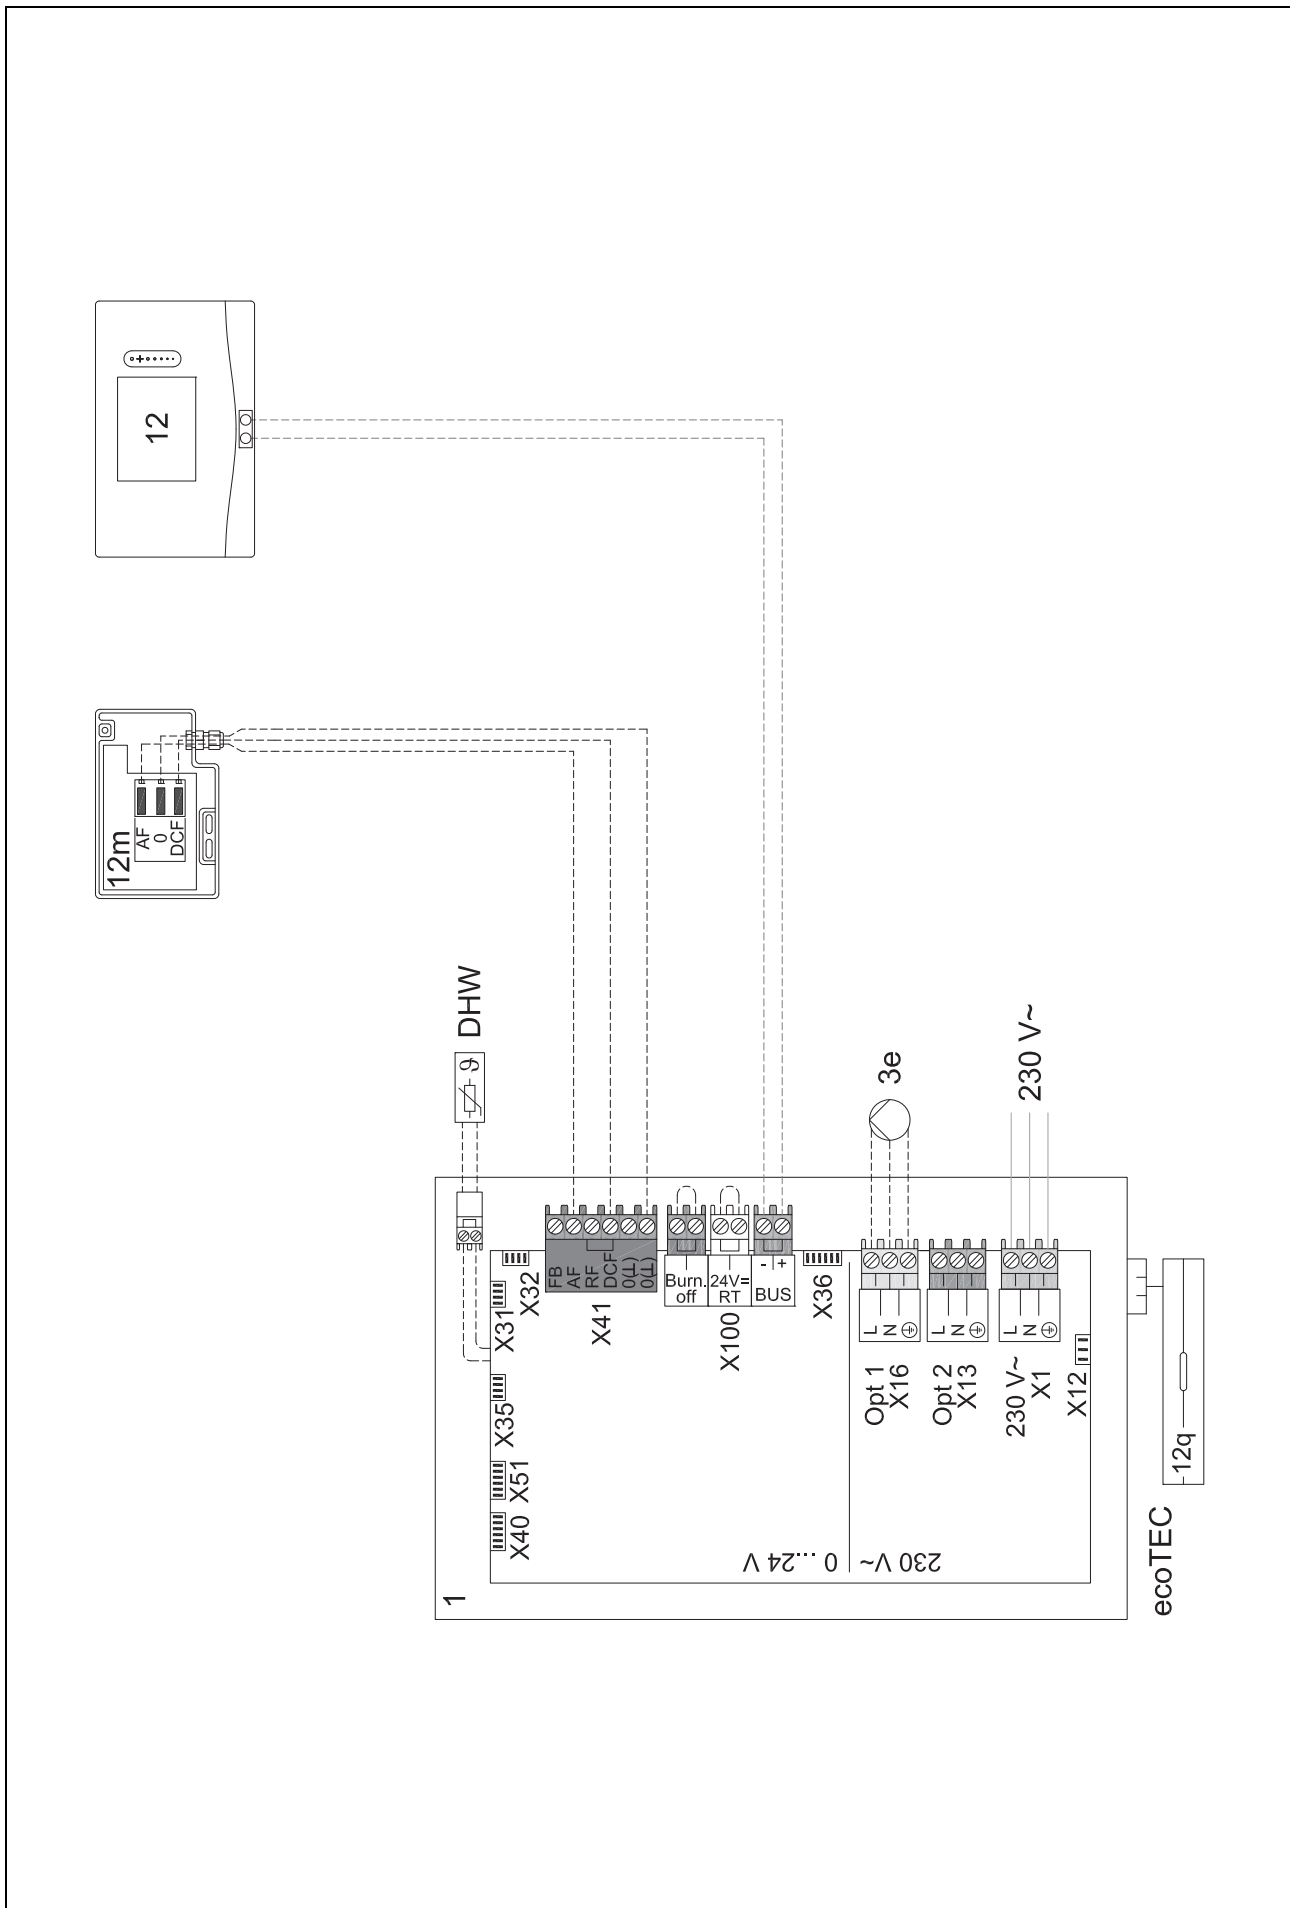 12
12m
AF
0
DCF
DHW
ϑ
3e
230 V~
X32
X31
X35
X51
X40
FB
AF
RF
DCF
0(⊥)
0(⊥)
X41
Burn.
off
24V=
RT
X100
- +
BUS
X36
L
N
Opt 1
X16
L
N
Opt 2
X13
L
N
230 V~
X1
X12
0 ...24 V
230 V~
1
ecoTEC
12q